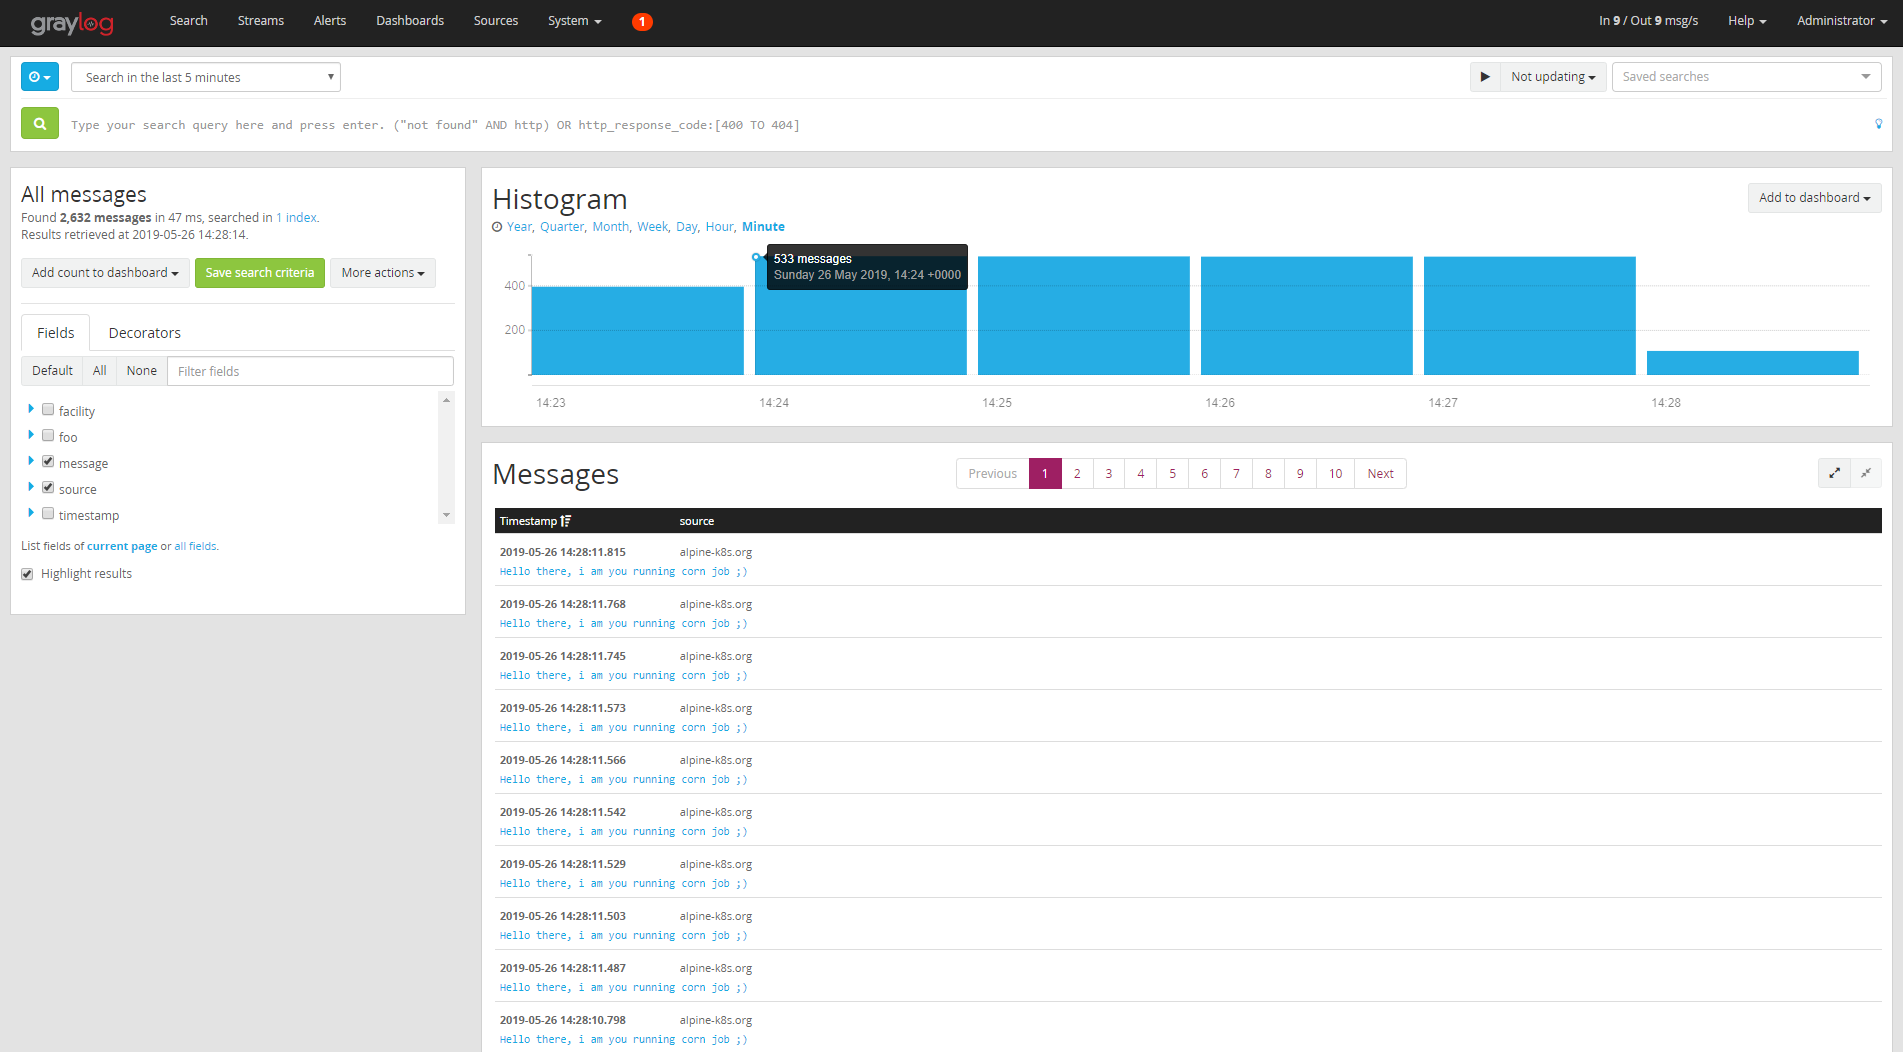 graylog Search Streams Alerts Dashboards Sources System 1 In 9 / Out 9 msg/s Help Administrator
Search in the last 5 minutes Not updating Saved searches
Type your search query here and press enter. ("not found" AND http) OR http_response_code:[400 TO 404]
All messages
Found 2,632 messages in 47 ms, searched in 1 index.
Results retrieved at 2019-05-26 14:28:14.
Add count to dashboard Save search criteria More actions
Fields Decorators
Default All None Filter fields
facility
foo
message
source
timestamp
List fields of current page or all fields.
Highlight results
Histogram
Add to dashboard
Year, Quarter, Month, Week, Day, Hour, Minute
533 messages
Sunday 26 May 2019, 14:24 +0000
400
200
14:23 14:24 14:25 14:26 14:27 14:28
Messages
Previous 1 2 3 4 5 6 7 8 9 10 Next
Timestamp source
2019-05-26 14:28:11.815 alpine-k8s.org
Hello there, i am you running corn job ;)
2019-05-26 14:28:11.768 alpine-k8s.org
Hello there, i am you running corn job ;)
2019-05-26 14:28:11.745 alpine-k8s.org
Hello there, i am you running corn job ;)
2019-05-26 14:28:11.573 alpine-k8s.org
Hello there, i am you running corn job ;)
2019-05-26 14:28:11.566 alpine-k8s.org
Hello there, i am you running corn job ;)
2019-05-26 14:28:11.542 alpine-k8s.org
Hello there, i am you running corn job ;)
2019-05-26 14:28:11.529 alpine-k8s.org
Hello there, i am you running corn job ;)
2019-05-26 14:28:11.503 alpine-k8s.org
Hello there, i am you running corn job ;)
2019-05-26 14:28:11.487 alpine-k8s.org
Hello there, i am you running corn job ;)
2019-05-26 14:28:10.798 alpine-k8s.org
Hello there, i am you running corn job ;)